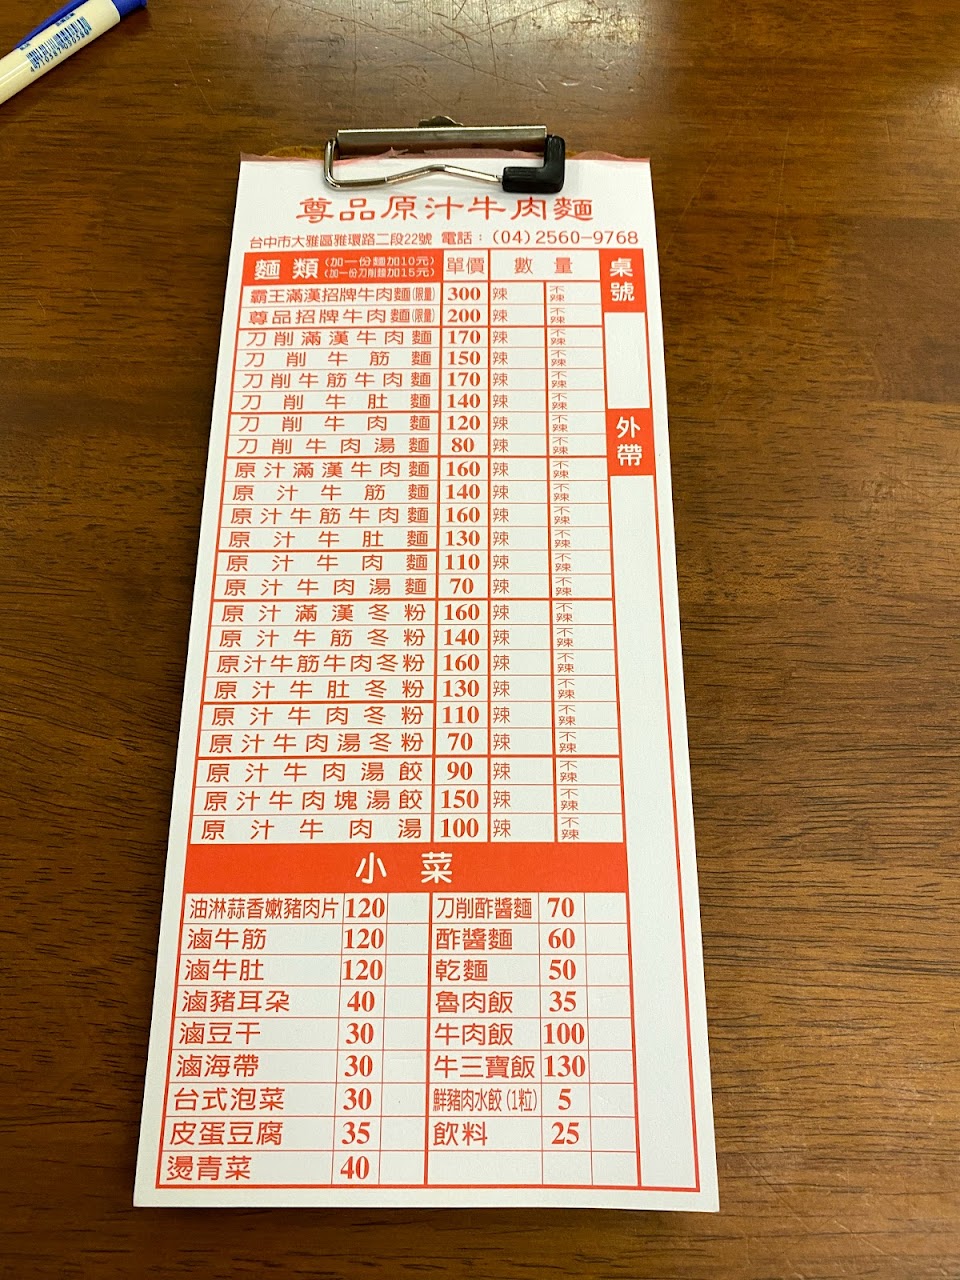 尊品原汁牛肉麵
台中市大雅區雅環路二段22號 電話：(04)2560-9768
麵類 (加一份麵加10元) (加一份刀削麵加15元) 單價 數量 桌號
霸王滿漢招牌牛肉麵(限量) 300 辣 不辣
尊品招牌牛肉麵(限量) 200 辣 不辣
刀削滿漢牛肉麵 170 辣 不辣
刀削牛筋麵 150 辣 不辣
刀削牛筋牛肉麵 170 辣 不辣
刀削牛肚麵 140 辣 不辣
刀削牛肉麵 120 辣 不辣 外帶
刀削牛肉湯麵 80 辣 不辣
原汁滿漢牛肉麵 160 辣 不辣
原汁牛筋麵 140 辣 不辣
原汁牛筋牛肉麵 160 辣 不辣
原汁牛肚麵 130 辣 不辣
原汁牛肉麵 110 辣 不辣
原汁牛肉湯麵 70 辣 不辣
原汁滿漢冬粉 160 辣 不辣
原汁牛筋冬粉 140 辣 不辣
原汁牛筋牛肉冬粉 160 辣 不辣
原汁牛肚冬粉 130 辣 不辣
原汁牛肉冬粉 110 辣 不辣
原汁牛肉湯冬粉 70 辣 不辣
原汁牛肉湯餃 90 辣 不辣
原汁牛肉塊湯餃 150 辣 不辣
原汁牛肉湯 100 辣 不辣
小菜
油淋蒜香嫩豬肉片 120 刀削酢醬麵 70
滷牛筋 120 酢醬麵 60
滷牛肚 120 乾麵 50
滷豬耳朶 40 魯肉飯 35
滷豆干 30 牛肉飯 100
滷海帶 30 牛三寶飯 130
台式泡菜 30 鮮豬肉水餃(1粒) 5
皮蛋豆腐 35 飲料 25
燙青菜 40